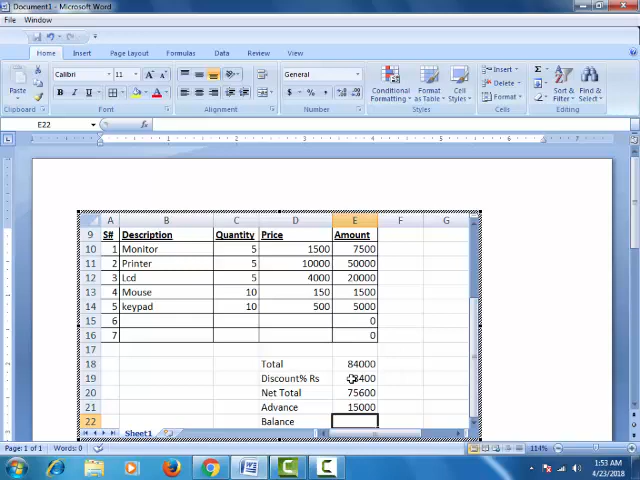 Document1 - Microsoft Word
File Window
Home Insert Page Layout Formulas Data Review View
Calibri 11 General Insert
Delete
Format
Paste Conditional Formatting Format as Table Cell Styles Sort & Filter Find & Select
Clipboard Font Alignment Number Styles Cells Editing
E22 fx
A B C D E F G
9 S# Description Quantity Price Amount
10 1 Monitor 5 1500 7500
11 2 Printer 5 10000 50000
12 3 Lcd 5 4000 20000
13 4 Mouse 10 150 1500
14 5 keypad 10 500 5000
15 6 0
16 7 0
17
18 Total 84000
19 Discount% Rs 8400
20 Net Total 75600
21 Advance 15000
22 Balance
Sheet1
Page: 1 of 1 Words: 0 114%
1:53 AM
4/23/2018